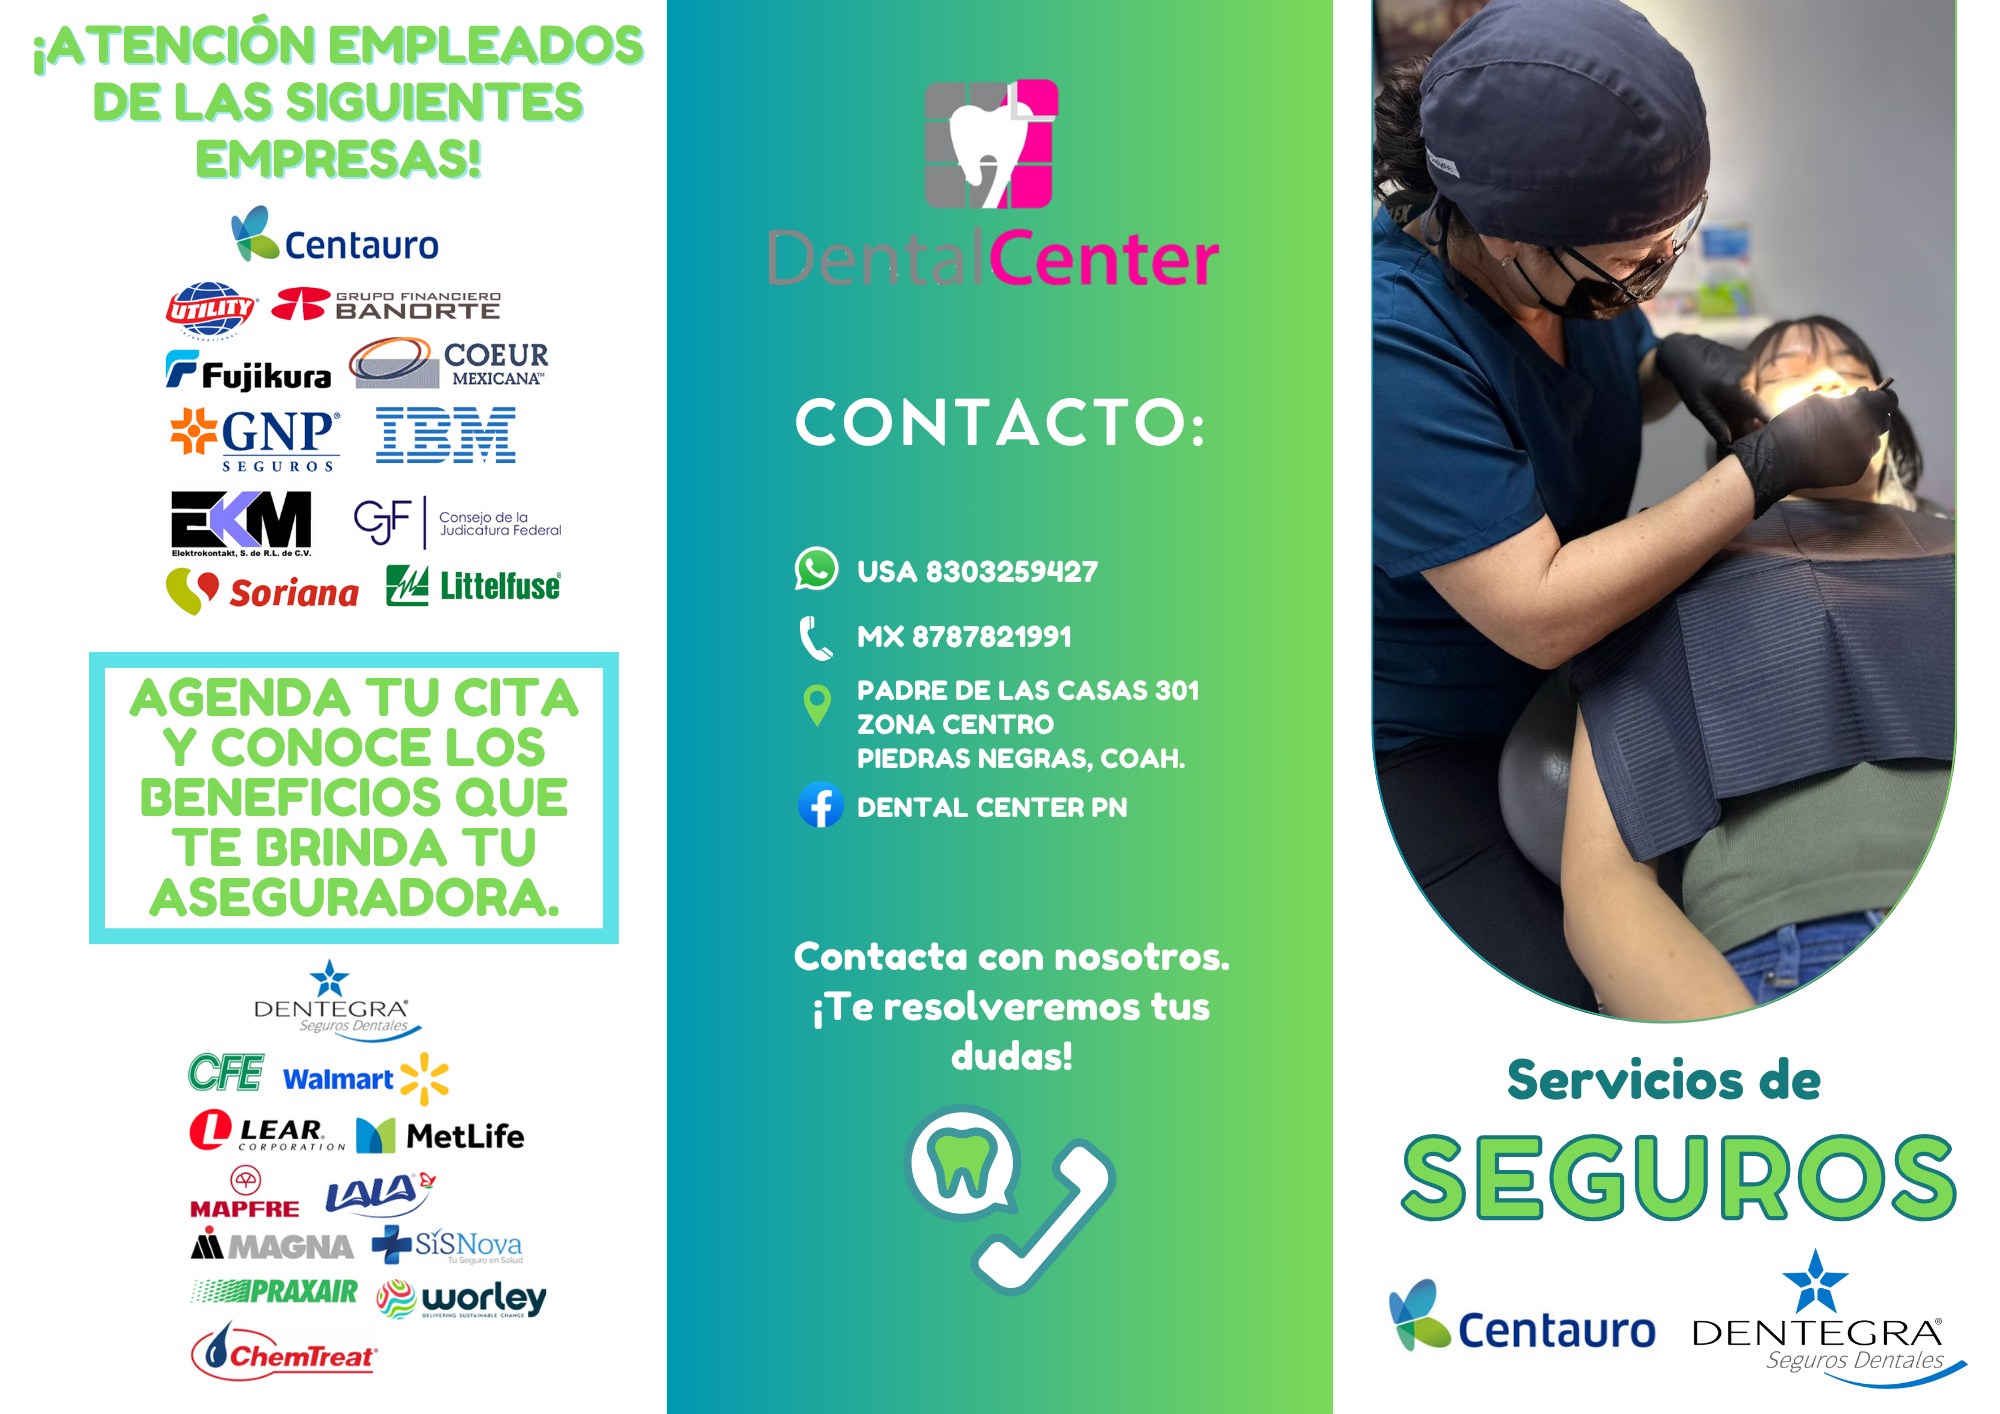 ¡ATENCIÓN EMPLEADOS
DE LAS SIGUIENTES
EMPRESAS!
Centauro
UTILITY
GRUPO FINANCIERO
BANORTE
Fujikura
COEUR
MEXICANA™
GNP®
SEGUROS
IBM
EKM
Elektrokontakt, S. de R.L. de C.V.
CJF
Consejo de la
Judicatura Federal
Soriana
Littelfuse
AGENDA TU CITA
Y CONOCE LOS
BENEFICIOS QUE
TE BRINDA TU
ASEGURADORA.
DENTEGRA®
Seguros Dentales
CFE
Walmart
LEAR.
CORPORATION
MetLife
MAPFRE
LALA
MAGNA
SiSNova
Tu Seguro en Salud
PRAXAIR
worley
DELIVERING SUSTAINABLE CHANGE
ChemTreat
DentalCenter
CONTACTO:
USA 8303259427
MX 8787821991
PADRE DE LAS CASAS 301
ZONA CENTRO
PIEDRAS NEGRAS, COAH.
DENTAL CENTER PN
Contacta con nosotros.
¡Te resolveremos tus
dudas!
Servicios de
SEGUROS
Centauro
DENTEGRA®
Seguros Dentales